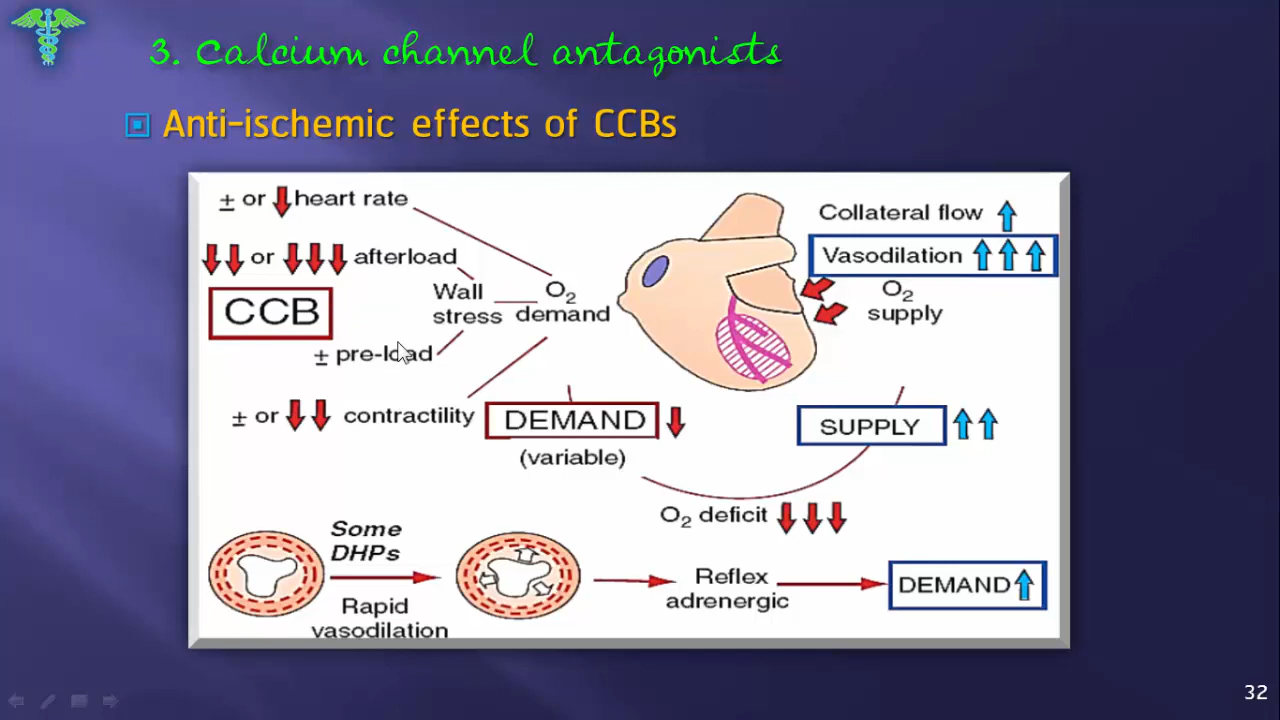 3. Calcium channel antagonists
Anti-ischemic effects of CCBs
± or ↓ heart rate
↓↓ or ↓↓↓ afterload
CCB
± pre-load
± or ↓↓ contractility
Wall
stress
O₂
demand
DEMAND ↓
(variable)
Collateral flow ↑
Vasodilation ↑↑↑
O₂
supply
SUPPLY ↑↑
O₂ deficit ↓↓↓
Some
DHPs
Rapid
vasodilation
Reflex
adrenergic
DEMAND ↑
32